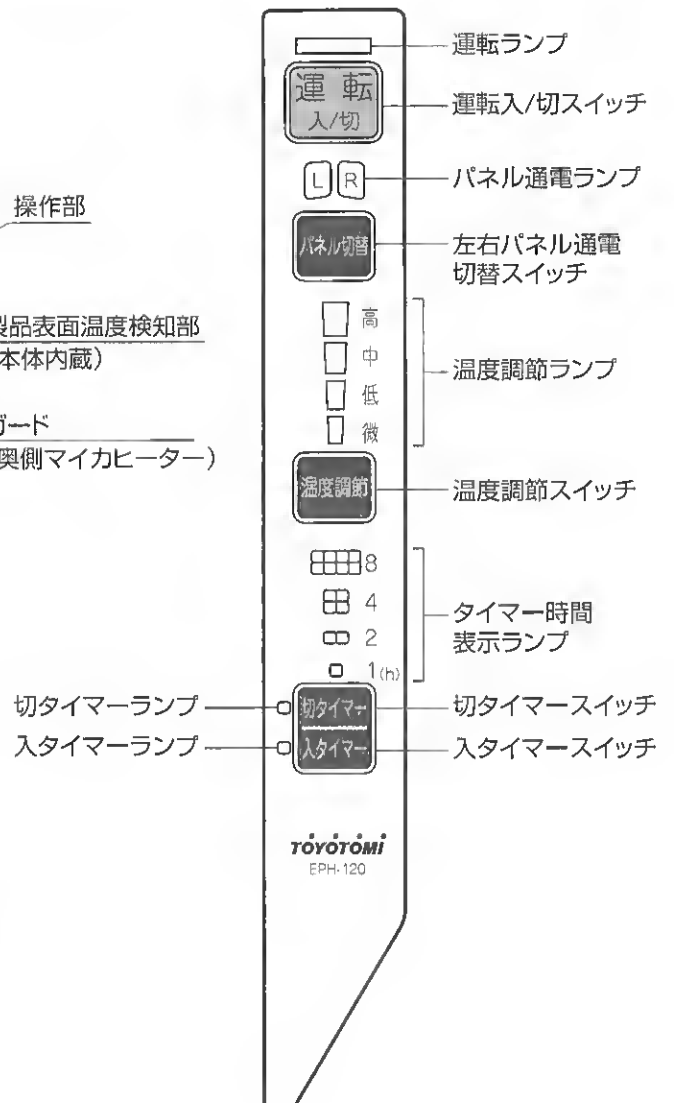 運転ランプ
運転
入/切
運転入/切スイッチ
L R
パネル通電ランプ
操作部
パネル切替
左右パネル通電
切替スイッチ
製品表面温度検知部
本体内蔵)
高
中
低
微
温度調節ランプ
ガード
奥側マイカヒーター)
温度調節
温度調節スイッチ
8
4
2
1(h)
タイマー時間
表示ランプ
切タイマーランプ
切タイマー
切タイマースイッチ
入タイマーランプ
入タイマー
入タイマースイッチ
TOYOTOMI
EPH-120